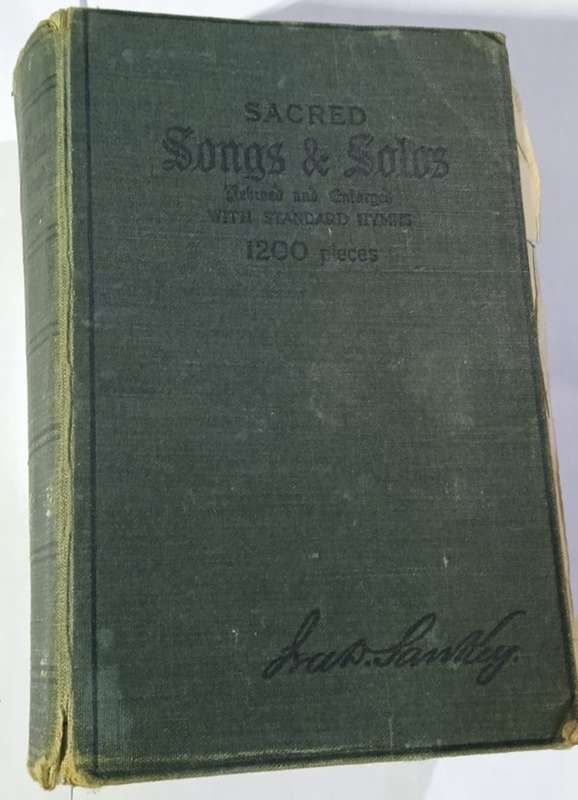 SACRED
Songs & Solos
Revised and Enlarged
WITH STANDARD HYMNS
1200 pieces
Ira D. Sankey.